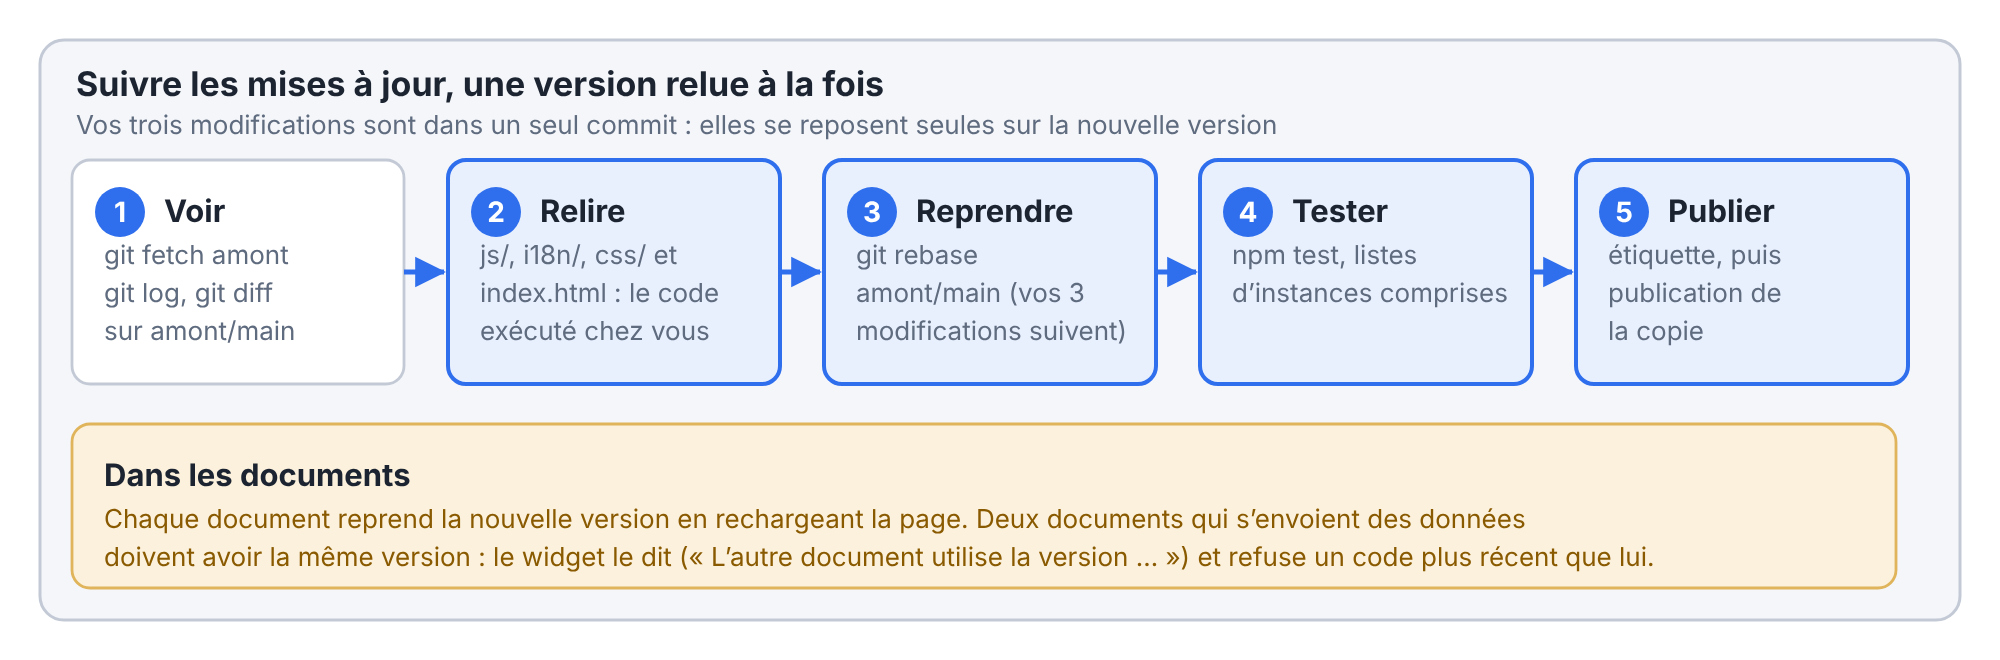 Suivre les mises à jour, une version relue à la fois
Vos trois modifications sont dans un seul commit : elles se reposent seules sur la nouvelle version
1 Voir
git fetch amont
git log, git diff
sur amont/main
2 Relire
js/, i18n/, css/ et
index.html : le code
exécuté chez vous
3 Reprendre
git rebase
amont/main (vos 3
modifications suivent)
4 Tester
npm test, listes
d’instances comprises
5 Publier
étiquette, puis
publication de
la copie
Dans les documents
Chaque document reprend la nouvelle version en rechargeant la page. Deux documents qui s’envoient des données
doivent avoir la même version : le widget le dit (« L’autre document utilise la version … ») et refuse un code plus récent que lui.